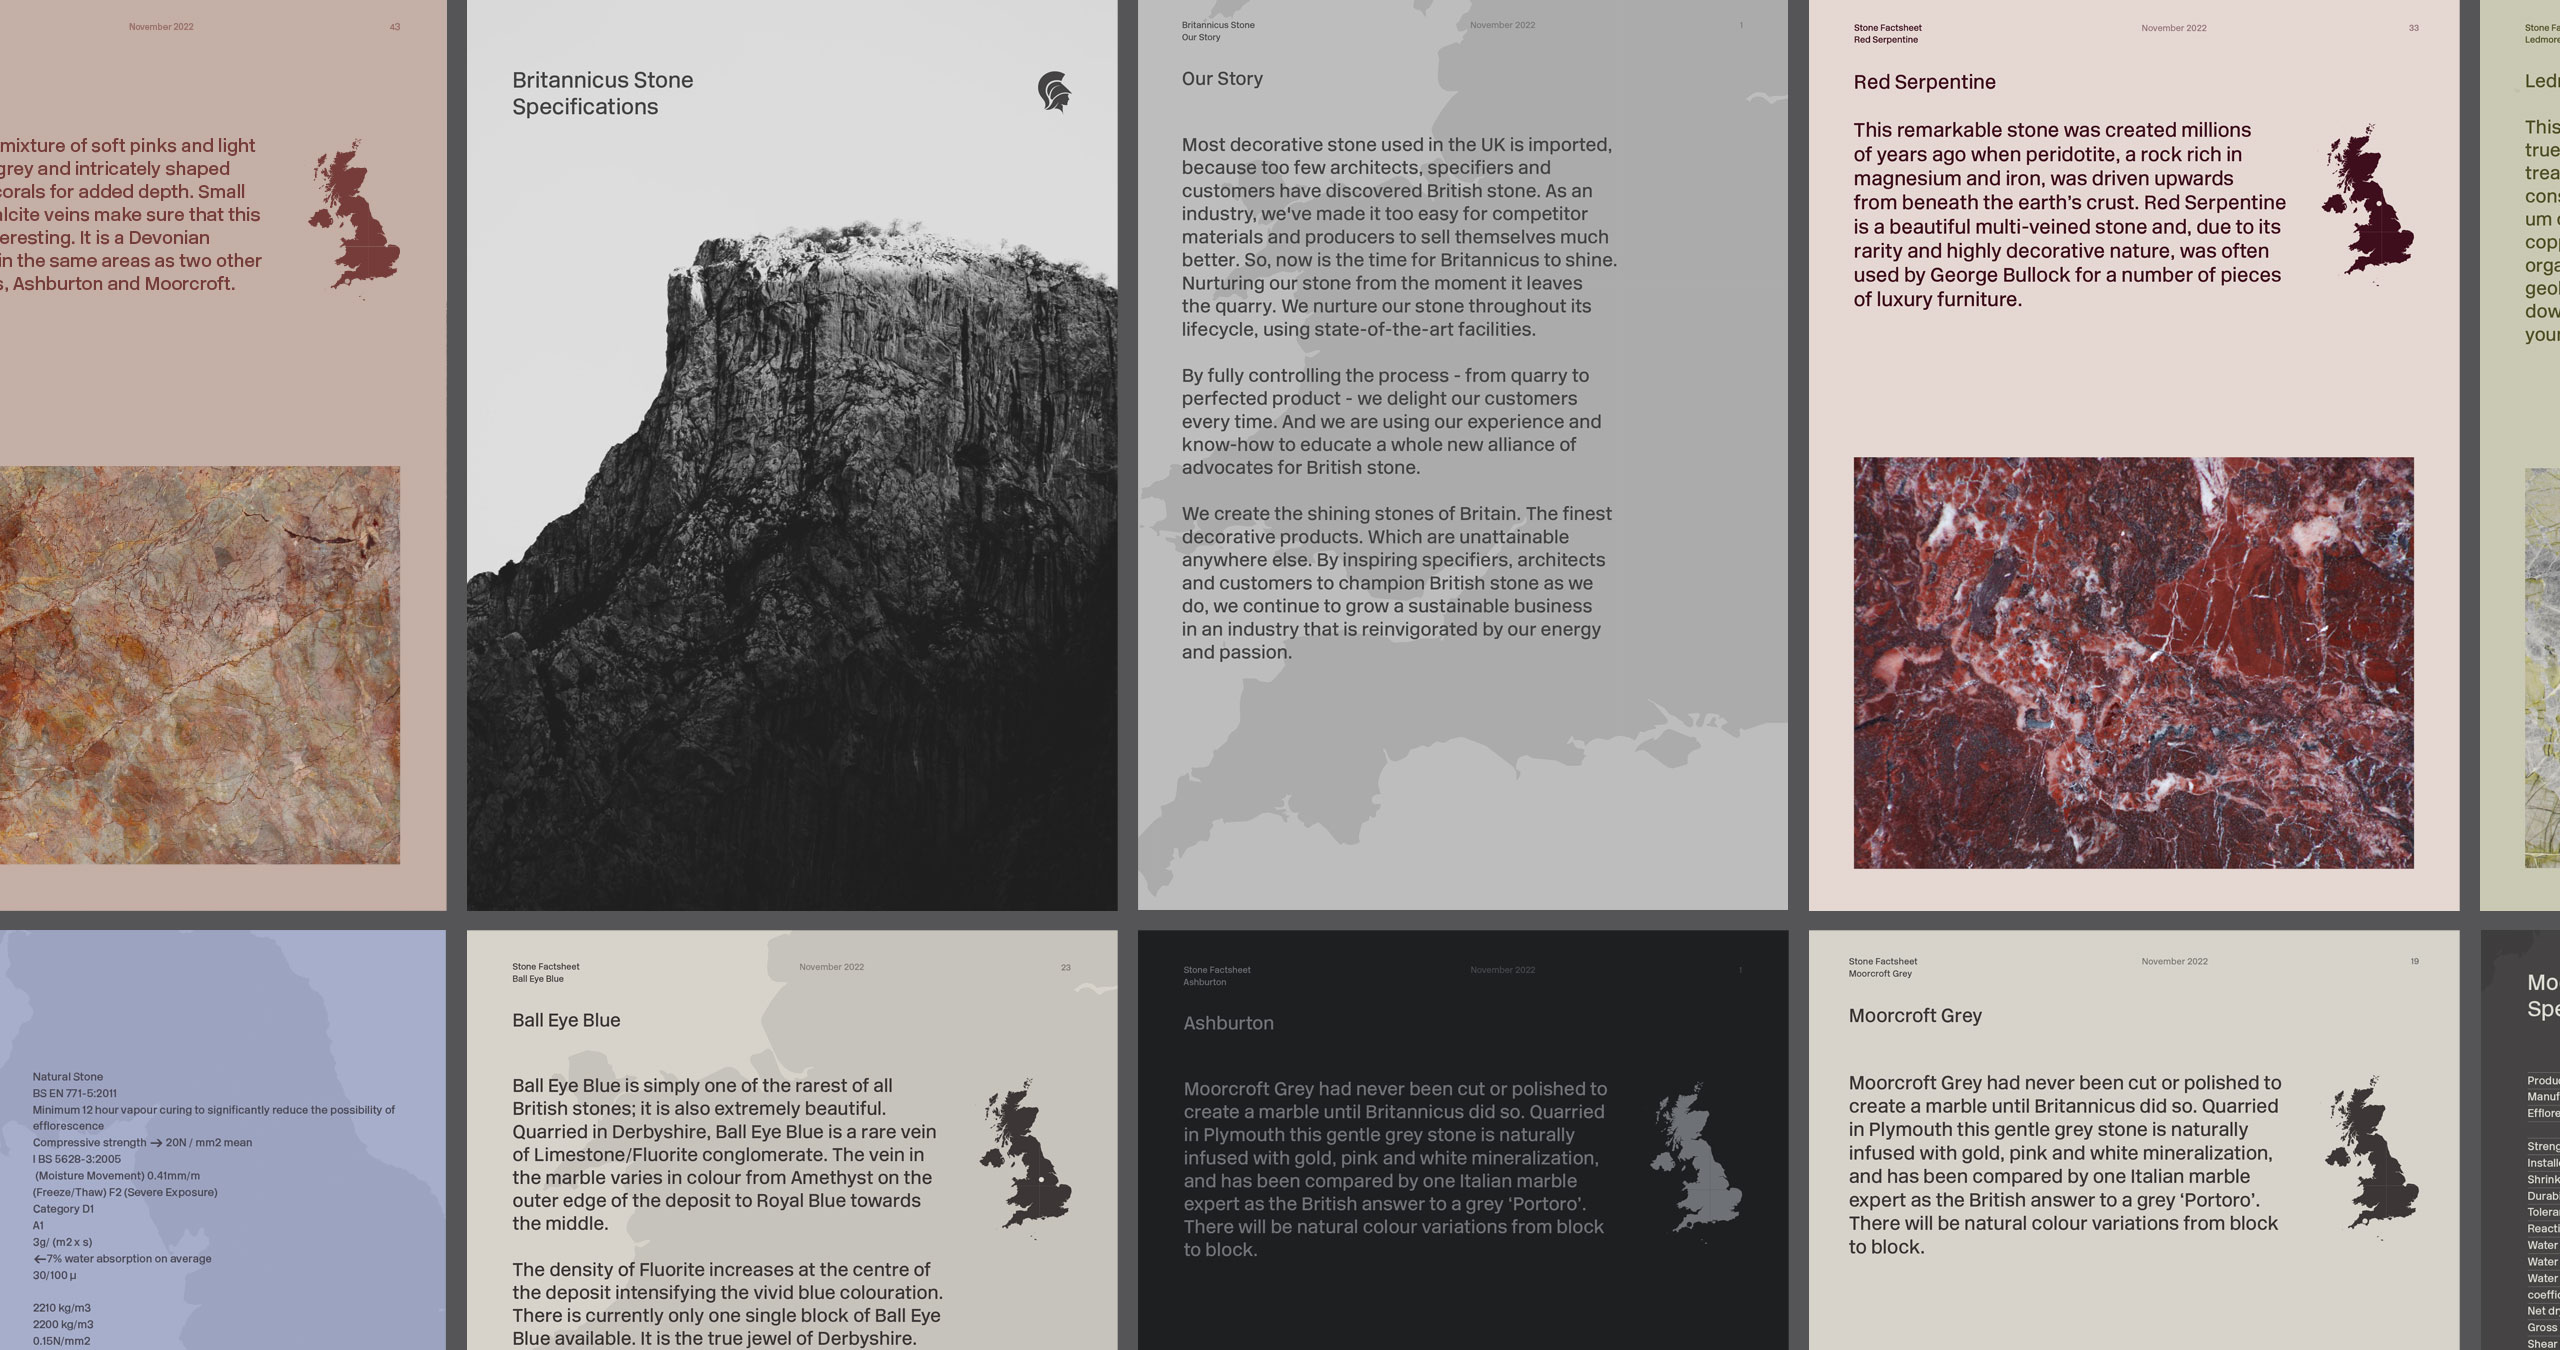 November 2022
43
mixture of soft pinks and light
grey and intricately shaped
corals for added depth. Small
alcite veins make sure that this
eresting. It is a Devonian
in the same areas as two other
s, Ashburton and Moorcroft.
Britannicus Stone
Specifications
Britannicus Stone
Our Story
November 2022
1
Our Story
Most decorative stone used in the UK is imported,
because too few architects, specifiers and
customers have discovered British stone. As an
industry, we've made it too easy for competitor
materials and producers to sell themselves much
better. So, now is the time for Britannicus to shine.
Nurturing our stone from the moment it leaves
the quarry. We nurture our stone throughout its
lifecycle, using state-of-the-art facilities.
By fully controlling the process - from quarry to
perfected product - we delight our customers
every time. And we are using our experience and
know-how to educate a whole new alliance of
advocates for British stone.
We create the shining stones of Britain. The finest
decorative products. Which are unattainable
anywhere else. By inspiring specifiers, architects
and customers to champion British stone as we
do, we continue to grow a sustainable business
in an industry that is reinvigorated by our energy
and passion.
Stone Factsheet
Red Serpentine
November 2022
33
Red Serpentine
This remarkable stone was created millions
of years ago when peridotite, a rock rich in
magnesium and iron, was driven upwards
from beneath the earth's crust. Red Serpentine
is a beautiful multi-veined stone and, due to its
rarity and highly decorative nature, was often
used by George Bullock for a number of pieces
of luxury furniture.
Stone Fa
Ledmore
Ledm
This
true
trea
cons
um c
copp
orga
geol
dow
your
Natural Stone
BS EN 771-5:2011
Minimum 12 hour vapour curing to significantly reduce the possibility of
efflorescence
Compressive strength → 20N / mm2 mean
I BS 5628-3:2005
(Moisture Movement) 0.41mm/m
(Freeze/Thaw) F2 (Severe Exposure)
Category D1
A1
3g/ (m2 x s)
←7% water absorption on average
30/100 µ
2210 kg/m3
2200 kg/m3
0.15N/mm2
Stone Factsheet
Ball Eye Blue
November 2022
23
Ball Eye Blue
Ball Eye Blue is simply one of the rarest of all
British stones; it is also extremely beautiful.
Quarried in Derbyshire, Ball Eye Blue is a rare vein
of Limestone/Fluorite conglomerate. The vein in
the marble varies in colour from Amethyst on the
outer edge of the deposit to Royal Blue towards
the middle.
The density of Fluorite increases at the centre of
the deposit intensifying the vivid blue colouration.
There is currently only one single block of Ball Eye
Blue available. It is the true jewel of Derbyshire.
Stone Factsheet
Ashburton
November 2022
1
Ashburton
Moorcroft Grey had never been cut or polished to
create a marble until Britannicus did so. Quarried
in Plymouth this gentle grey stone is naturally
infused with gold, pink and white mineralization,
and has been compared by one Italian marble
expert as the British answer to a grey ‘Portoro’.
There will be natural colour variations from block
to block.
Stone Factsheet
Moorcroft Grey
November 2022
19
Moorcroft Grey
Moorcroft Grey had never been cut or polished to
create a marble until Britannicus did so. Quarried
in Plymouth this gentle grey stone is naturally
infused with gold, pink and white mineralization,
and has been compared by one Italian marble
expert as the British answer to a grey ‘Portoro’.
There will be natural colour variations from block
to block.
Moo
Spe
Produ
Manuf
Efflore
Streng
Install
Shrink
Durabi
Tolera
Reacti
Water
Water
Water
coeffic
Net dr
Gross
Shear